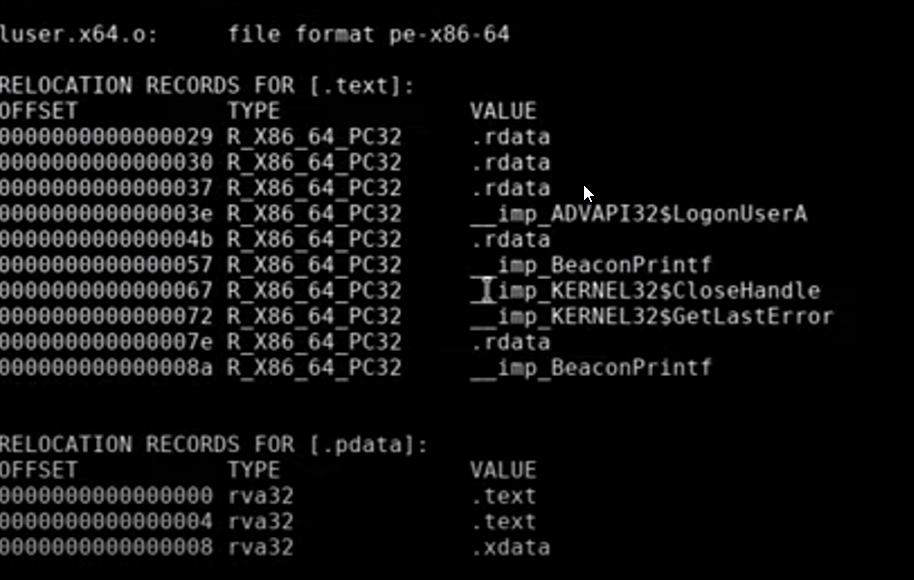 luser.x64.o:     file format pe-x86-64
RELOCATION RECORDS FOR [.text]:
OFFSET           TYPE              VALUE
0000000000000029 R_X86_64_PC32     .rdata
0000000000000030 R_X86_64_PC32     .rdata
0000000000000037 R_X86_64_PC32     .rdata
000000000000003e R_X86_64_PC32     __imp_ADVAPI32$LogonUserA
000000000000004b R_X86_64_PC32     .rdata
0000000000000057 R_X86_64_PC32     __imp_BeaconPrintf
0000000000000067 R_X86_64_PC32     __imp_KERNEL32$CloseHandle
0000000000000072 R_X86_64_PC32     __imp_KERNEL32$GetLastError
000000000000007e R_X86_64_PC32     .rdata
000000000000008a R_X86_64_PC32     __imp_BeaconPrintf
RELOCATION RECORDS FOR [.pdata]:
OFFSET           TYPE              VALUE
0000000000000000 rva32             .text
0000000000000004 rva32             .text
0000000000000008 rva32             .xdata